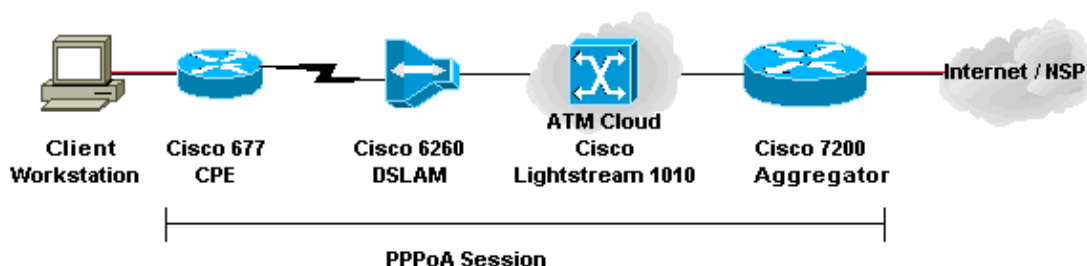 Internet / NSP
ATM Cloud
Client
Workstation
Cisco 677
CPE
Cisco 6260
DSLAM
Cisco
Lightstream 1010
Cisco 7200
Aggregator
PPPoA Session